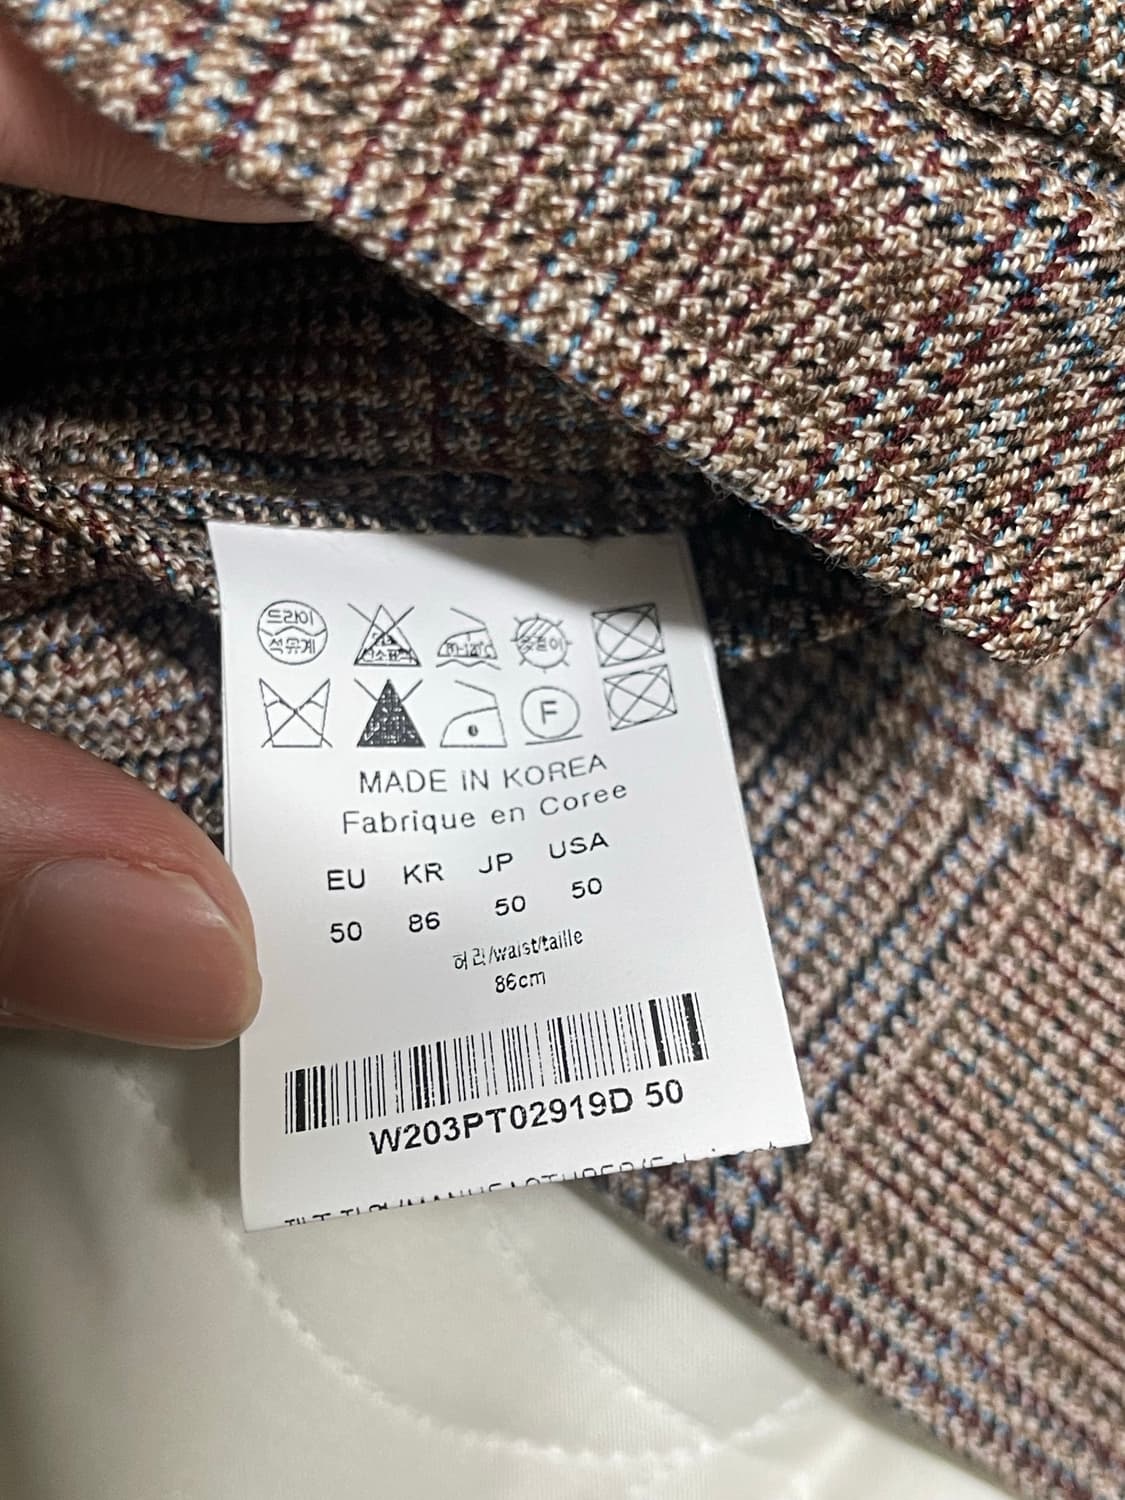 드라이
석유계
F
MADE IN KOREA
Fabrique en Coree
EU KR JP USA
50 86 50 50
허리/waist/taille
86cm
W203PT02919D 50